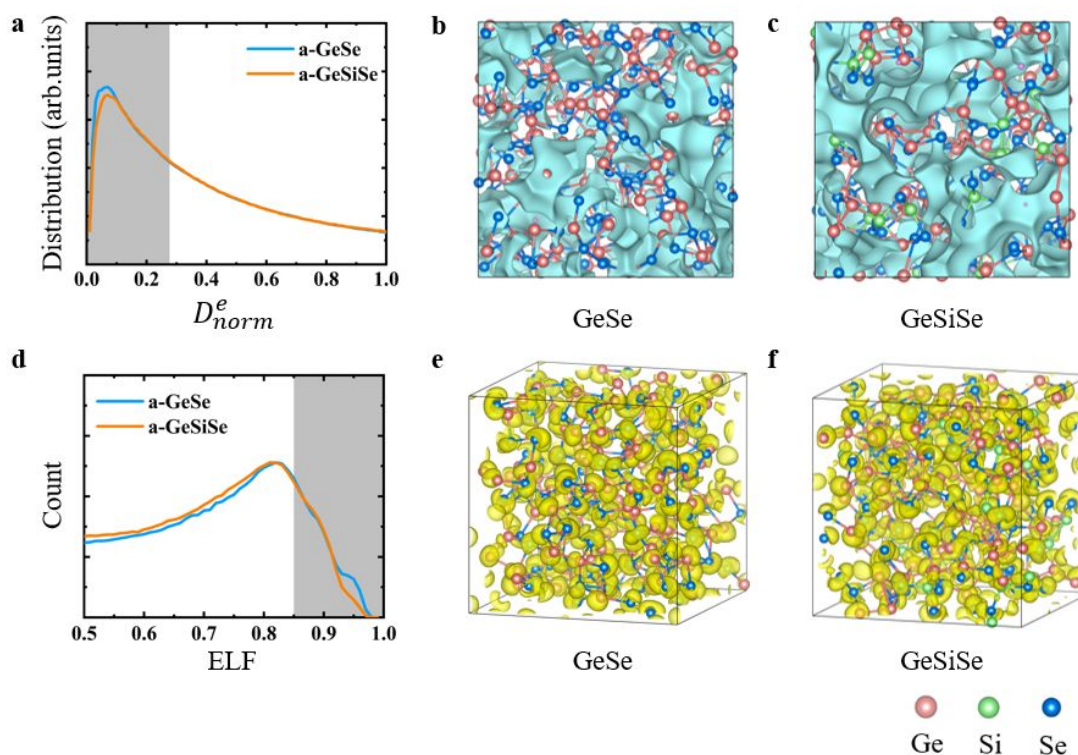 a
a-GeSe
a-GeSiSe
Distribution (arb.units)
0.0 0.2 0.4 0.6 0.8 1.0
D^e_norm
b
GeSe
c
GeSiSe
d
a-GeSe
a-GeSiSe
Count
0.5 0.6 0.7 0.8 0.9 1.0
ELF
e
GeSe
f
GeSiSe
Ge Si Se